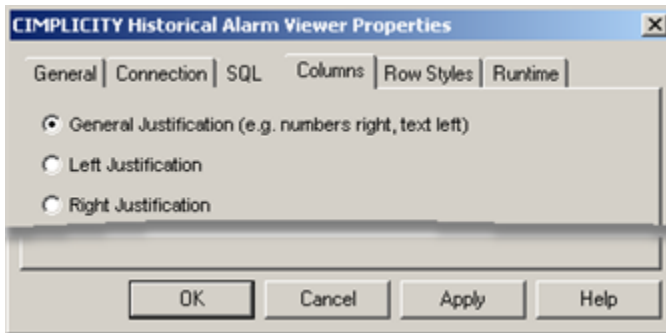 CIMPLICITY Historical Alarm Viewer Properties
General Connection SQL Columns Row Styles Runtime
General Justification (e.g. numbers right, text left)
Left Justification
Right Justification
OK Cancel Apply Help